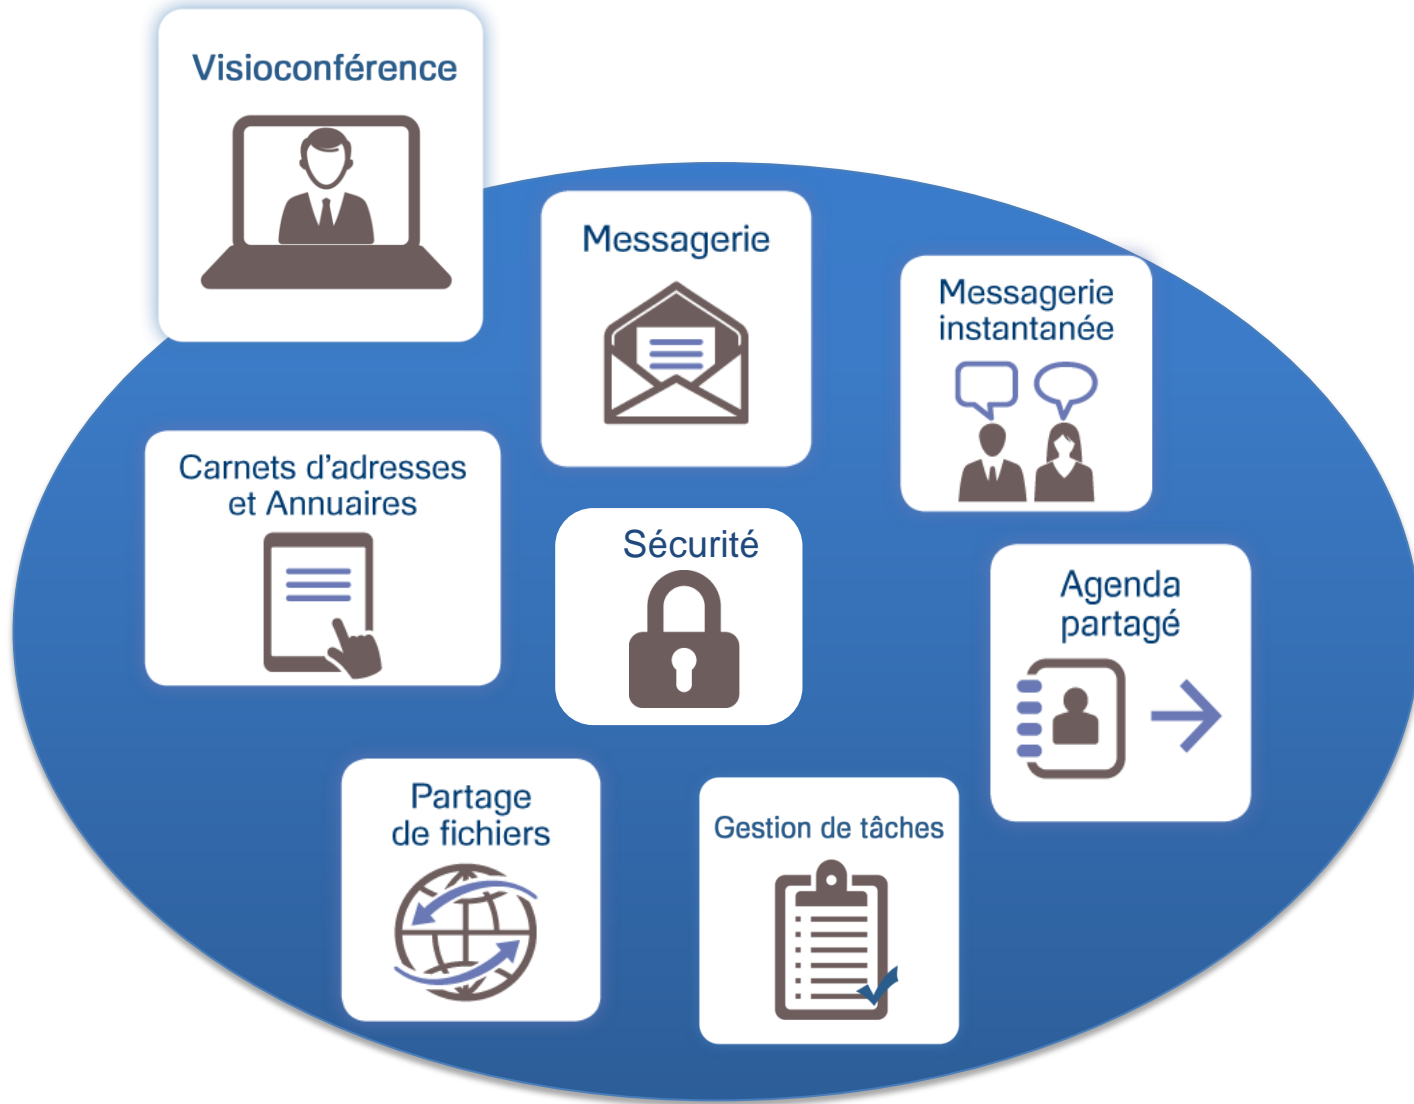 Visioconférence
Messagerie
Messagerie
instantanée
Carnets d'adresses
et Annuaires
Sécurité
Agenda
partagé
Partage
de fichiers
Gestion de tâches